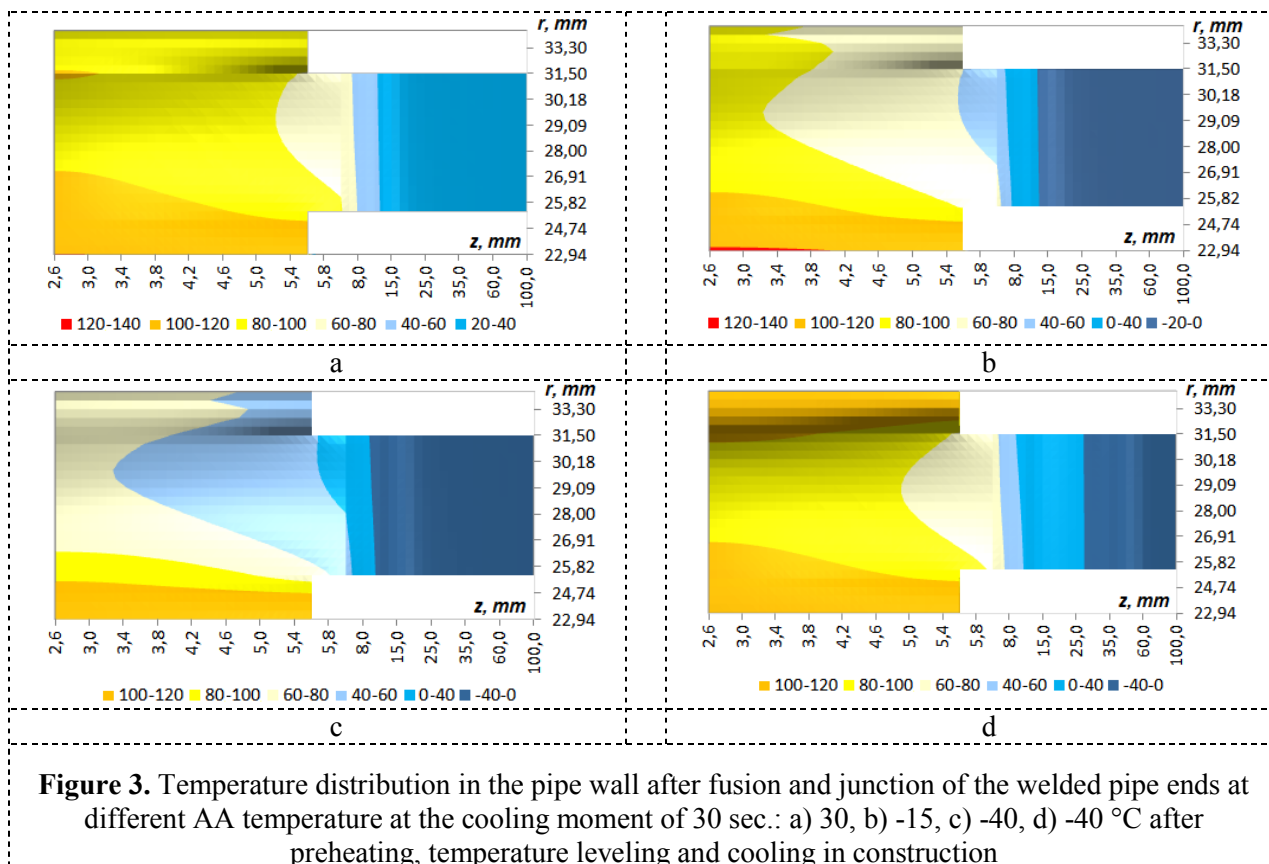 r, mm
33,30
31,50
30,18
29,09
28,00
26,91
25,82
24,74
22,94
z, mm
2,6 3,0 3,4 3,8 4,2 4,6 5,0 5,4 5,8 8,0 15,0 25,0 35,0 60,0 100,0
120-140 100-120 80-100 60-80 40-60 20-40
a
r, mm
33,30
31,50
30,18
29,09
28,00
26,91
25,82
24,74
22,94
z, mm
2,6 3,0 3,4 3,8 4,2 4,6 5,0 5,4 5,8 8,0 15,0 25,0 35,0 60,0 100,0
120-140 100-120 80-100 60-80 40-60 0-40 -20-0
b
r, mm
33,30
31,50
30,18
29,09
28,00
26,91
25,82
24,74
22,94
z, mm
2,6 3,0 3,4 3,8 4,2 4,6 5,0 5,4 5,8 8,0 15,0 25,0 35,0 60,0 100,0
100-120 80-100 60-80 40-60 0-40 -40-0
c
r, mm
33,30
31,50
30,18
29,09
28,00
26,91
25,82
24,74
22,94
z, mm
2,6 3,0 3,4 3,8 4,2 4,6 5,0 5,4 5,8 8,0 15,0 25,0 35,0 60,0 100,0
100-120 80-100 60-80 40-60 0-40 -40-0
d
Figure 3. Temperature distribution in the pipe wall after fusion and junction of the welded pipe ends at
different AA temperature at the cooling moment of 30 sec.: a) 30, b) -15, c) -40, d) -40 °C after
preheating, temperature leveling and cooling in construction